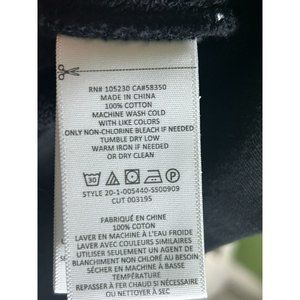 RN# 105230 CA#58350
MADE IN CHINA
100% COTTON
MACHINE WASH COLD
WITH LIKE COLORS
ONLY NON-CHLORINE BLEACH IF NEEDED
TUMBLE DRY LOW
WARM IRON IF NEEDED
OR DRY CLEAN
STYLE 20-1-005440-SS00909
CUT 003195
FABRIQUÉ EN CHINE
100% COTON
LAVER EN MACHINE À L'EAU FROIDE
LAVER AVEC COULEURS SIMILAIRES
UTILISER SEULEMENT UN AGENT DE
BLANCHIMENT NON CHLORÉ AU BESOIN
SÉCHER EN MACHINE À BASSE
TEMPÉRATURE
REPASSER À FER CHAUD SI NÉCESSAIRE
OU NETTOYER À SEC